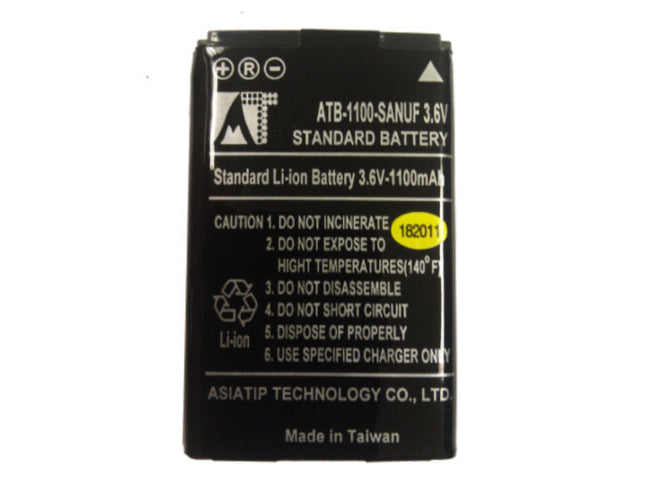 + R -
AT
ATB-1100-SANUF 3.6V
STANDARD BATTERY
Standard Li-ion Battery 3.6V-1100mAh
CAUTION 1. DO NOT INCINERATE
182011
2. DO NOT EXPOSE TO
HIGHT TEMPERATURES(140°F)
3. DO NOT DISASSEMBLE
4. DO NOT SHORT CIRCUIT
Li-ion
5. DISPOSE OF PROPERLY
6. USE SPECIFIED CHARGER ONLY
ASIATIP TECHNOLOGY CO., LTD.
Made in Taiwan